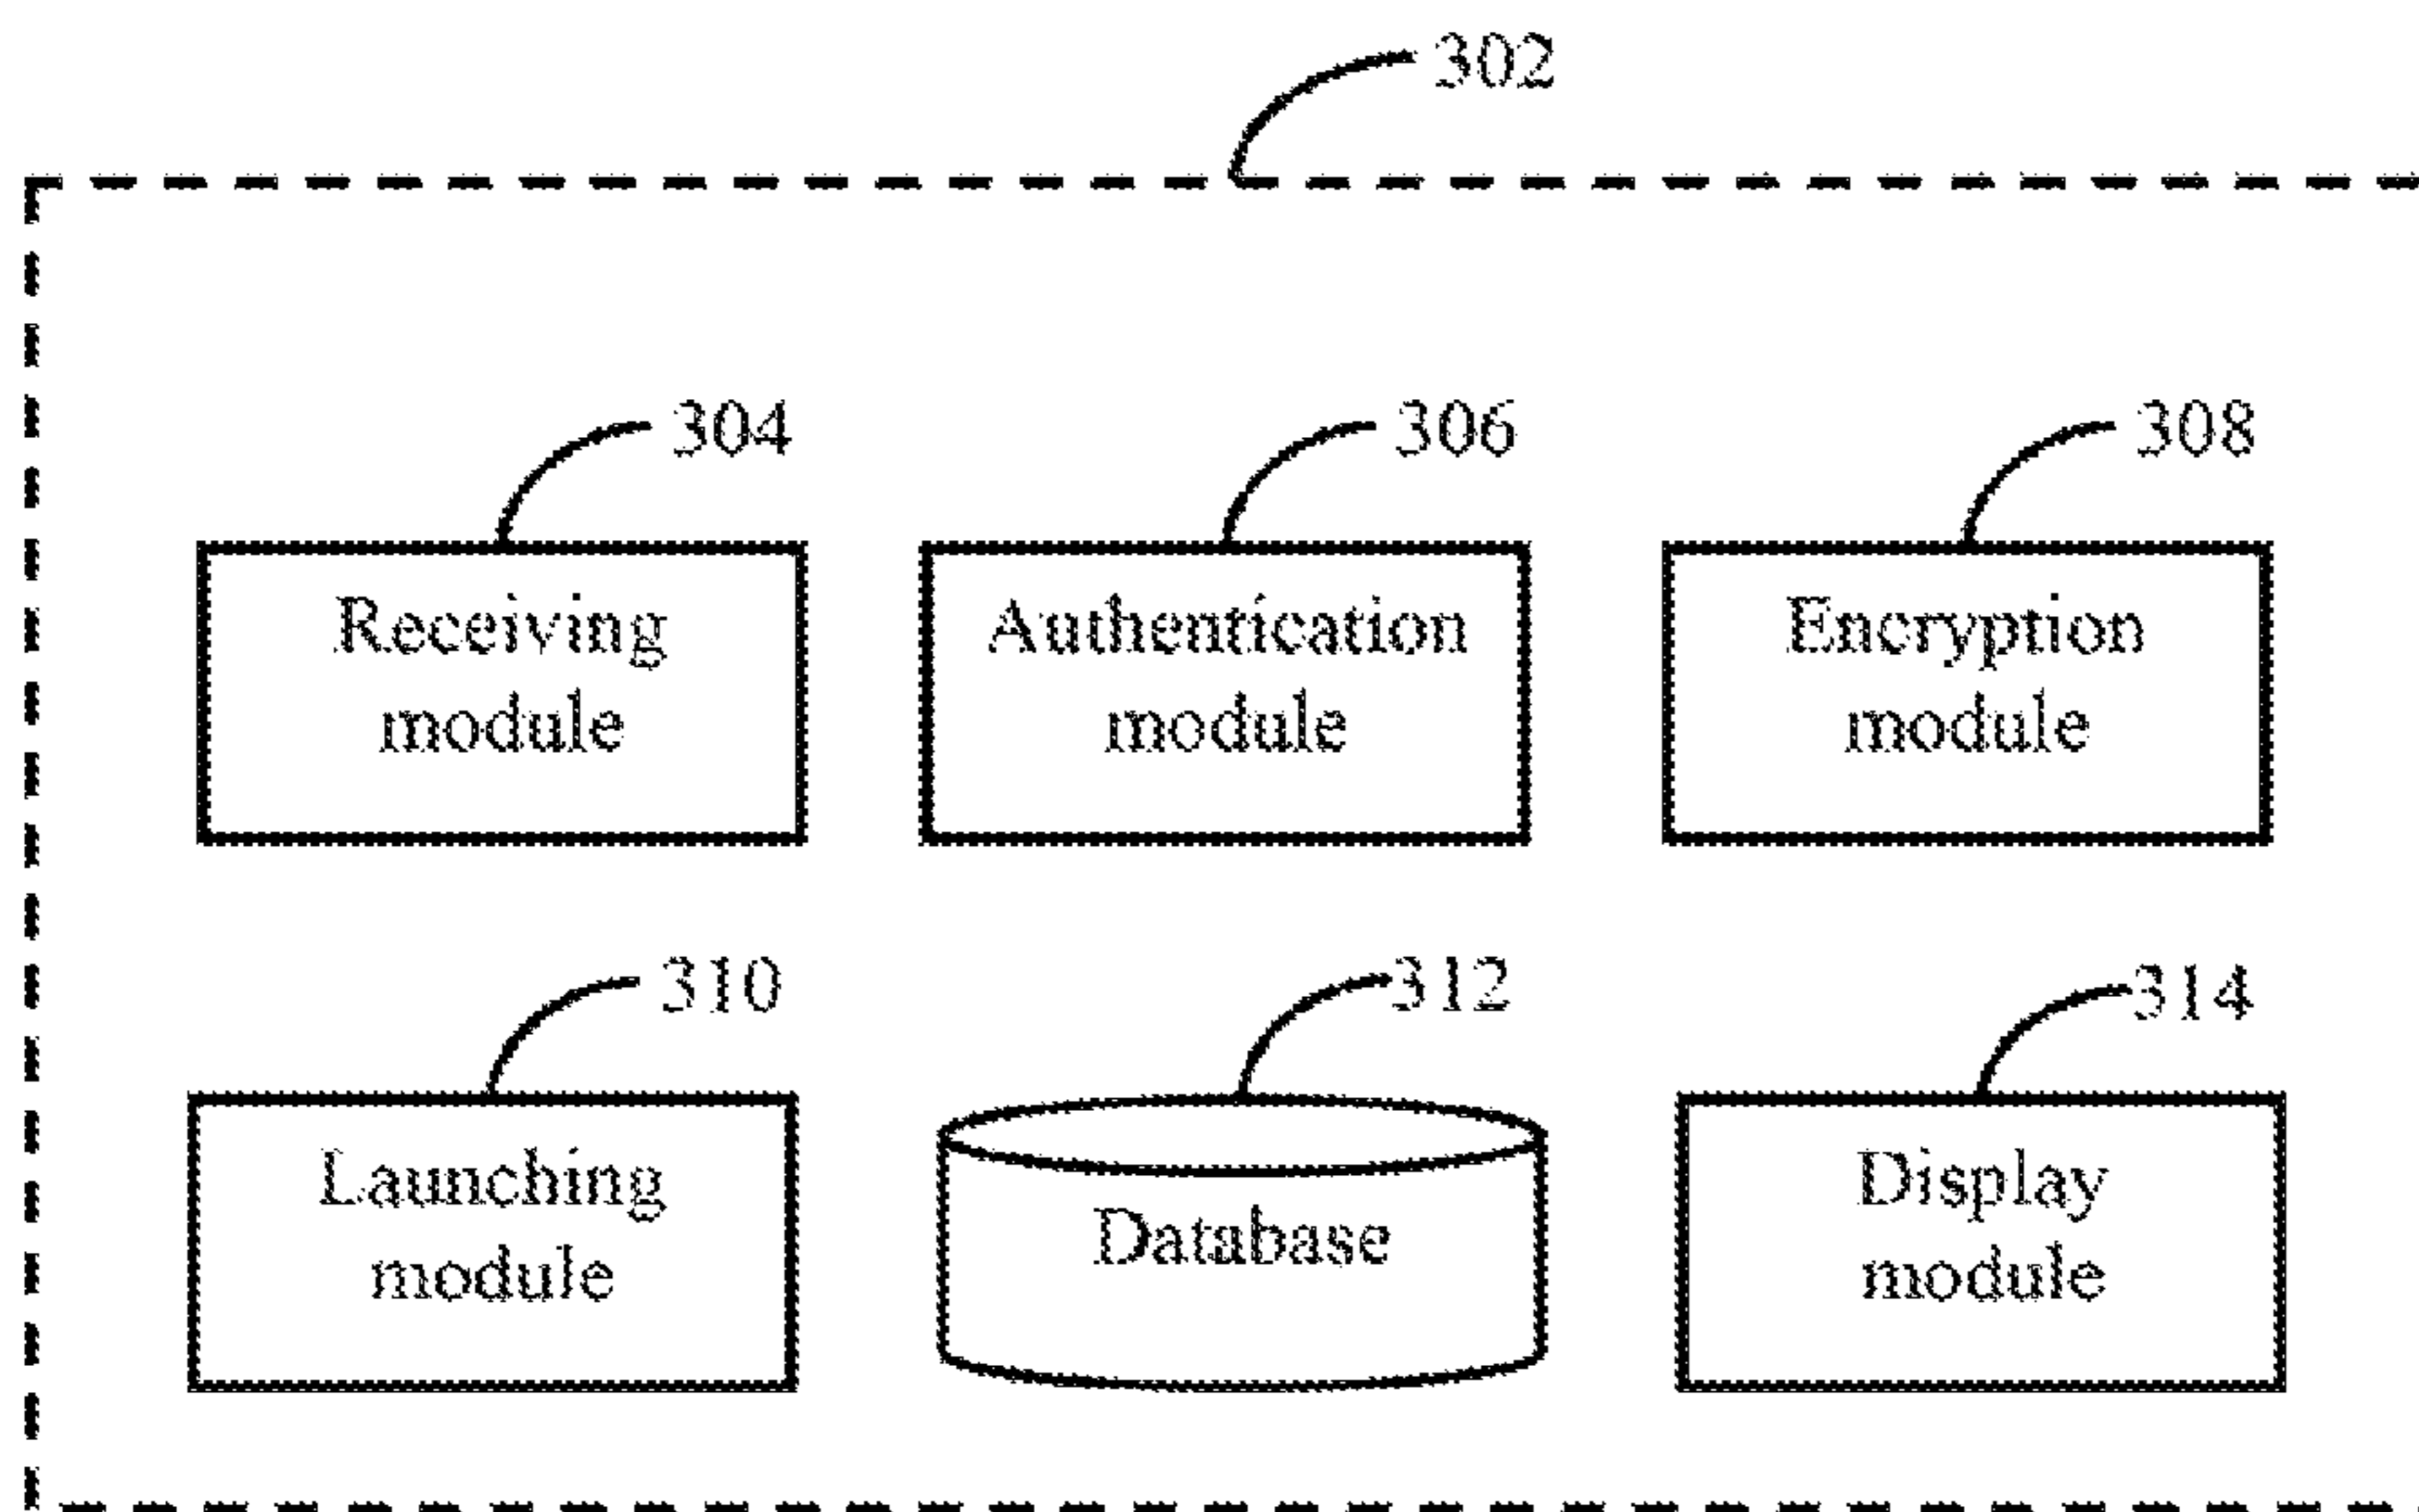 302
304
306
308
Receiving
module
Authentication
module
Encryption
module
310
312
314
Launching
module
Database
Display
module